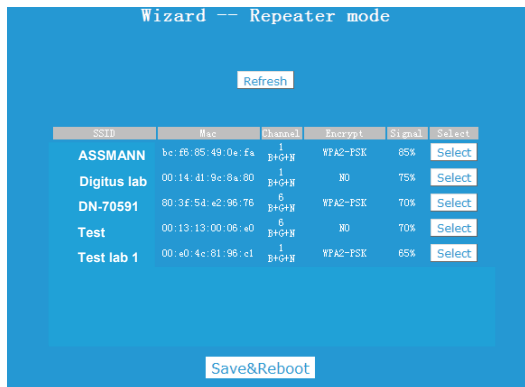 Wizard -- Repeater mode
Refresh
SSID Mac Channel Encrypt Signal Select
ASSMANN bc:f6:85:49:0e:fa 1 B+G+N WPA2-PSK 85% Select
Digitus lab 00:14:d1:9c:8a:80 1 B+G+N NO 75% Select
DN-70591 80:3f:5d:e2:96:76 6 B+G+N WPA2-PSK 70% Select
Test 00:13:13:00:06:e0 6 B+G+N NO 70% Select
Test lab 1 00:e0:4c:81:96:c1 1 B+G+N WPA2-PSK 65% Select
Save&Reboot